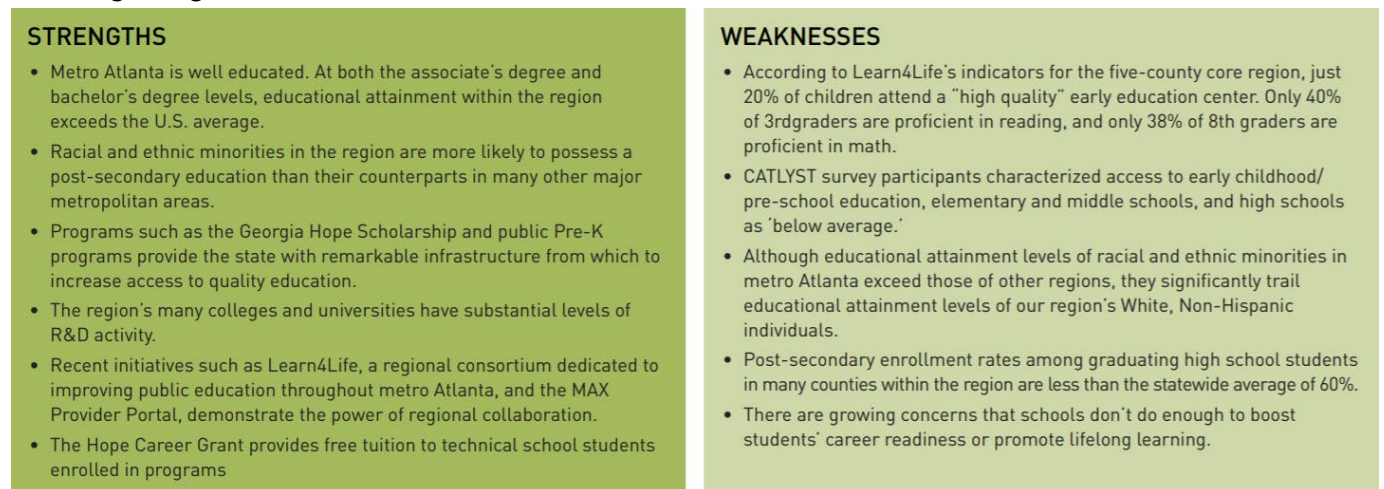 STRENGTHS
• Metro Atlanta is well educated. At both the associate's degree and
bachelor's degree levels, educational attainment within the region
exceeds the U.S. average.
• Racial and ethnic minorities in the region are more likely to possess a
post-secondary education than their counterparts in many other major
metropolitan areas.
• Programs such as the Georgia Hope Scholarship and public Pre-K
programs provide the state with remarkable infrastructure from which to
increase access to quality education.
• The region's many colleges and universities have substantial levels of
R&D activity.
• Recent initiatives such as Learn4Life, a regional consortium dedicated to
improving public education throughout metro Atlanta, and the MAX
Provider Portal, demonstrate the power of regional collaboration.
• The Hope Career Grant provides free tuition to technical school students
enrolled in programs
WEAKNESSES
• According to Learn4Life's indicators for the five-county core region, just
20% of children attend a "high quality" early education center. Only 40%
of 3rdgraders are proficient in reading, and only 38% of 8th graders are
proficient in math.
• CATLYST survey participants characterized access to early childhood/
pre-school education, elementary and middle schools, and high schools
as 'below average.'
• Although educational attainment levels of racial and ethnic minorities in
metro Atlanta exceed those of other regions, they significantly trail
educational attainment levels of our region's White, Non-Hispanic
individuals.
• Post-secondary enrollment rates among graduating high school students
in many counties within the region are less than the statewide average of 60%.
• There are growing concerns that schools don't do enough to boost
students' career readiness or promote lifelong learning.